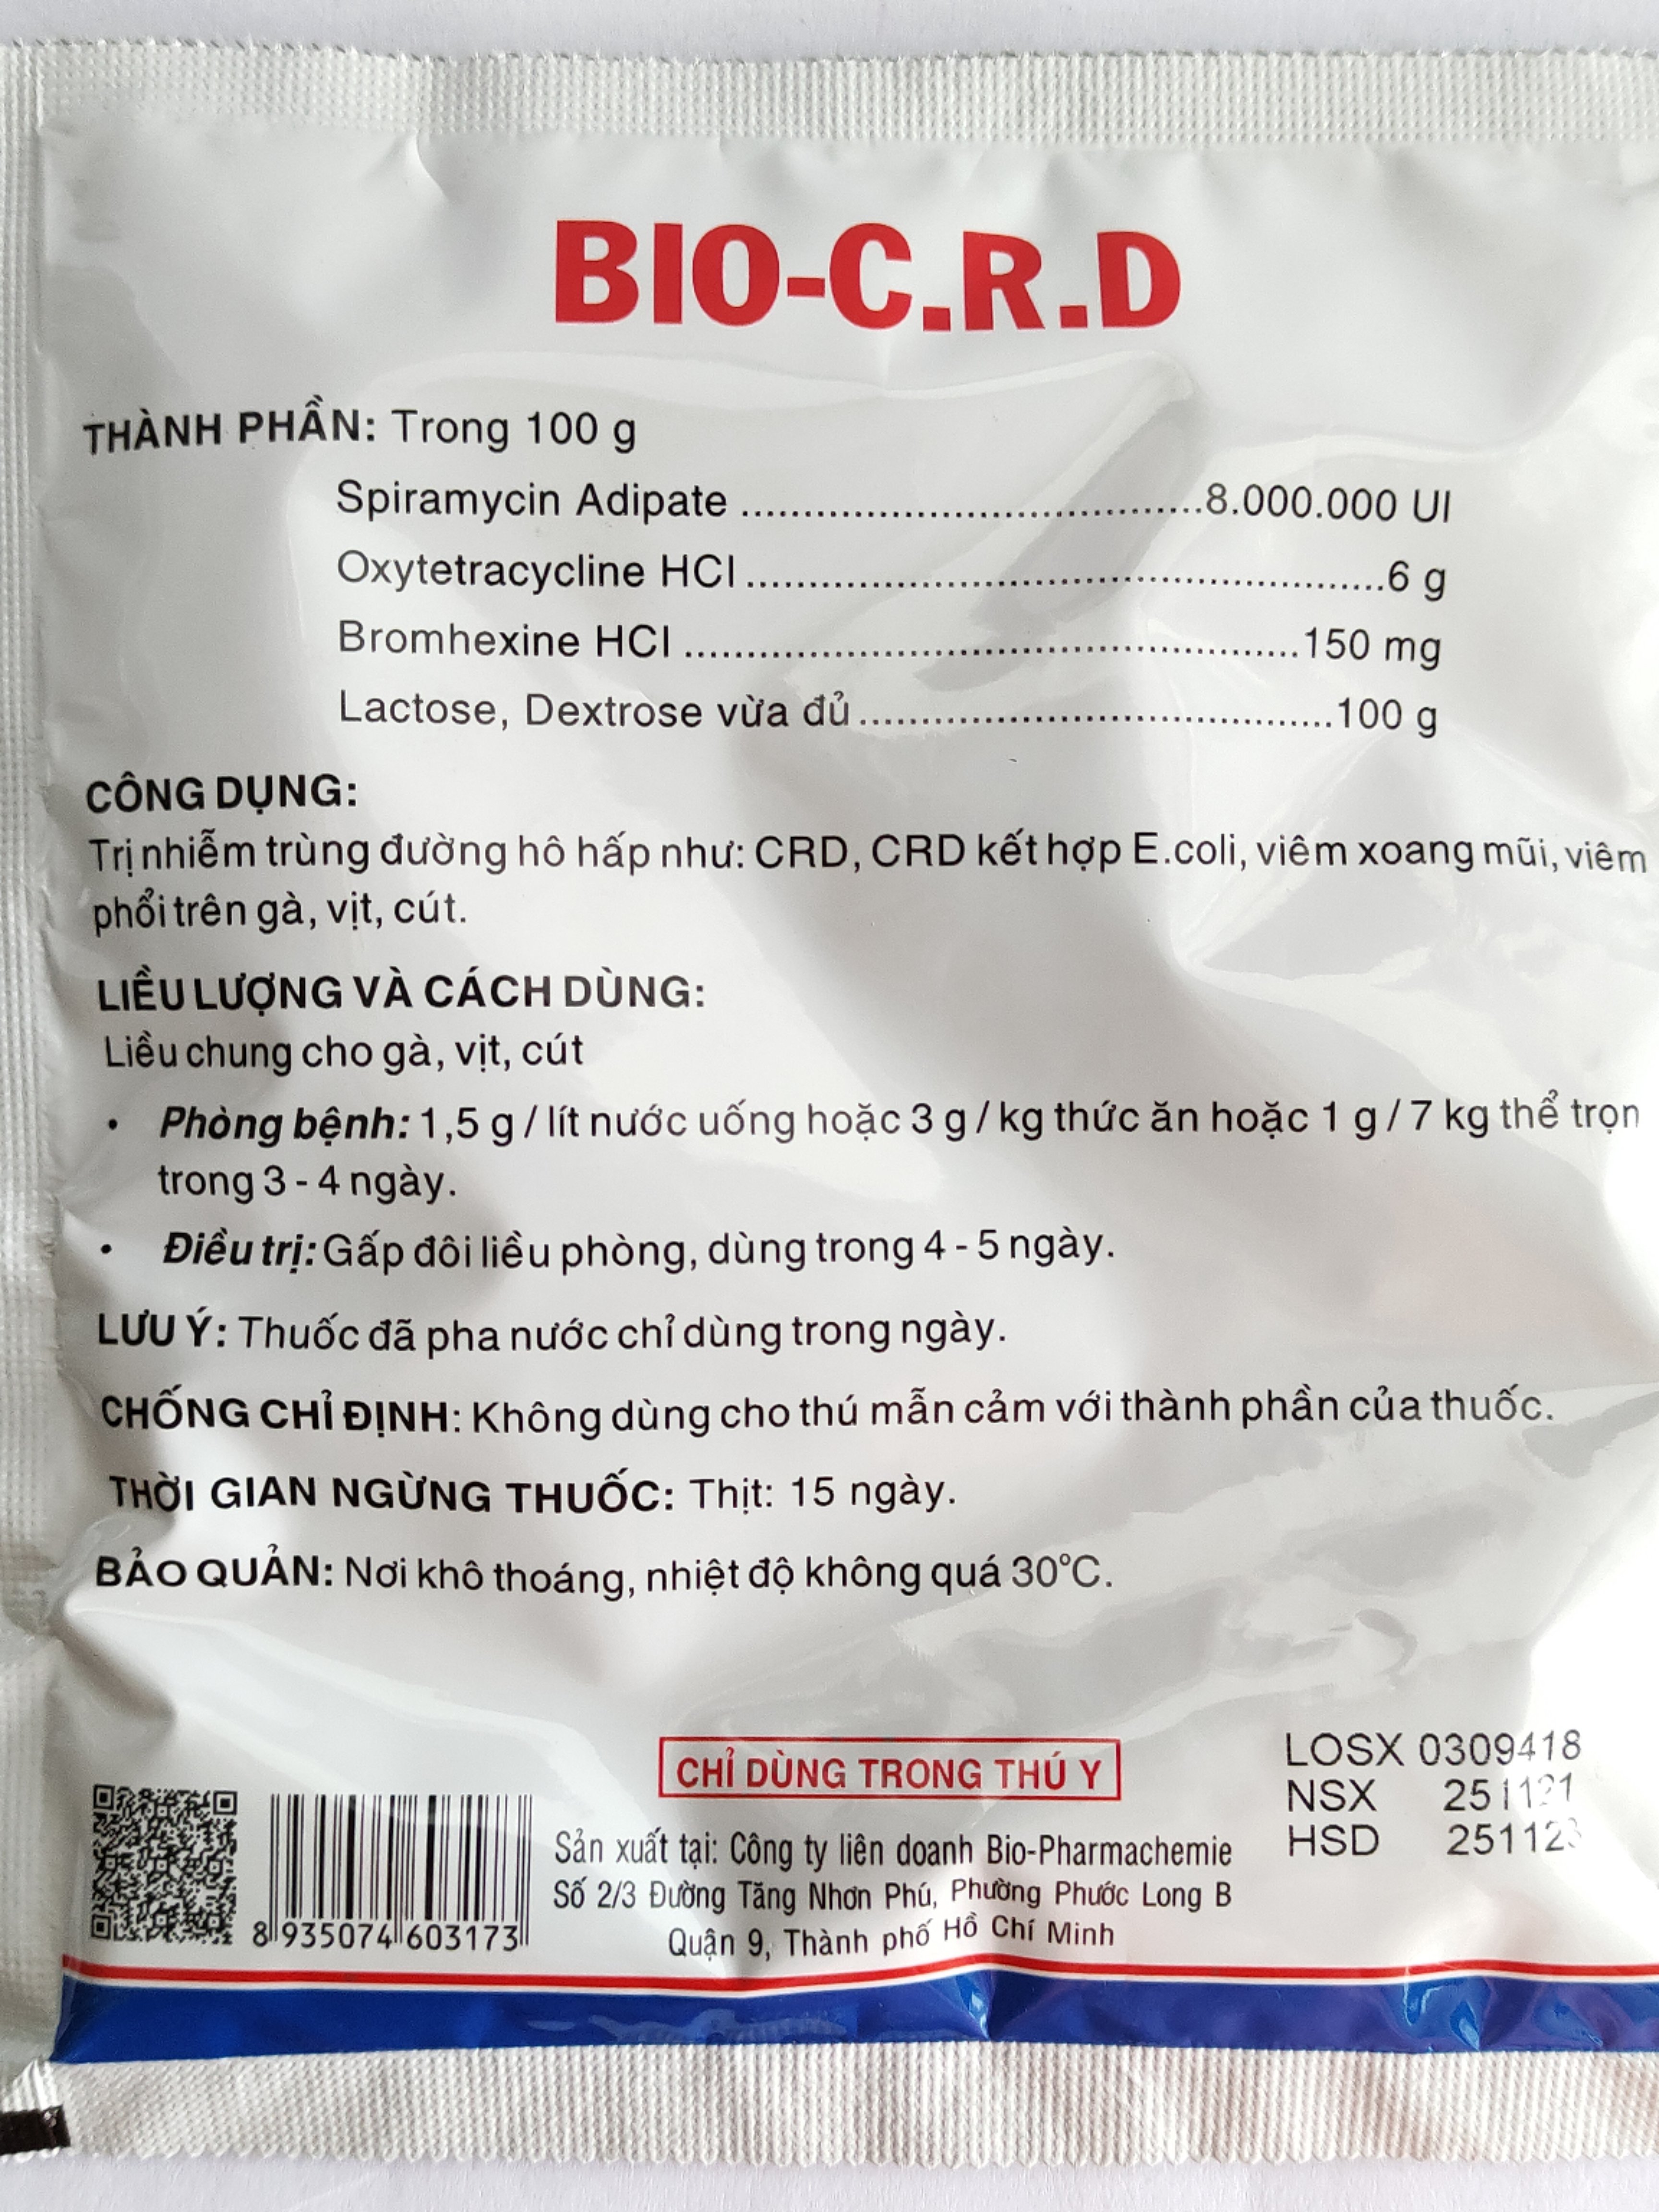 BIO-C.R.D
THÀNH PHẦN: Trong 100 g
Spiramycin Adipate ....................................8.000.000 UI
Oxytetracycline HCl ..................................................6 g
Bromhexine HCl ................................................150 mg
Lactose, Dextrose vừa đủ .....................................100 g
CÔNG DỤNG:
Trị nhiễm trùng đường hô hấp như: CRD, CRD kết hợp E.coli, viêm xoang mũi, viêm
phổi trên gà, vịt, cút.
LIỀU LƯỢNG VÀ CÁCH DÙNG:
Liều chung cho gà, vịt, cút
• Phòng bệnh: 1,5 g / lít nước uống hoặc 3 g / kg thức ăn hoặc 1 g / 7 kg thể trọn
trong 3 - 4 ngày.
• Điều trị: Gấp đôi liều phòng, dùng trong 4 - 5 ngày.
LƯU Ý: Thuốc đã pha nước chỉ dùng trong ngày.
CHỐNG CHỈ ĐỊNH: Không dùng cho thú mẫn cảm với thành phần của thuốc.
THỜI GIAN NGỪNG THUỐC: Thịt: 15 ngày.
BẢO QUẢN: Nơi khô thoáng, nhiệt độ không quá 30°C.
CHỈ DÙNG TRONG THÚ Y
LOSX 0309418
NSX 251121
HSD 251123
Sản xuất tại: Công ty liên doanh Bio-Pharmachemie
Số 2/3 Đường Tăng Nhơn Phú, Phường Phước Long B
Quận 9, Thành phố Hồ Chí Minh
8 935074 603173